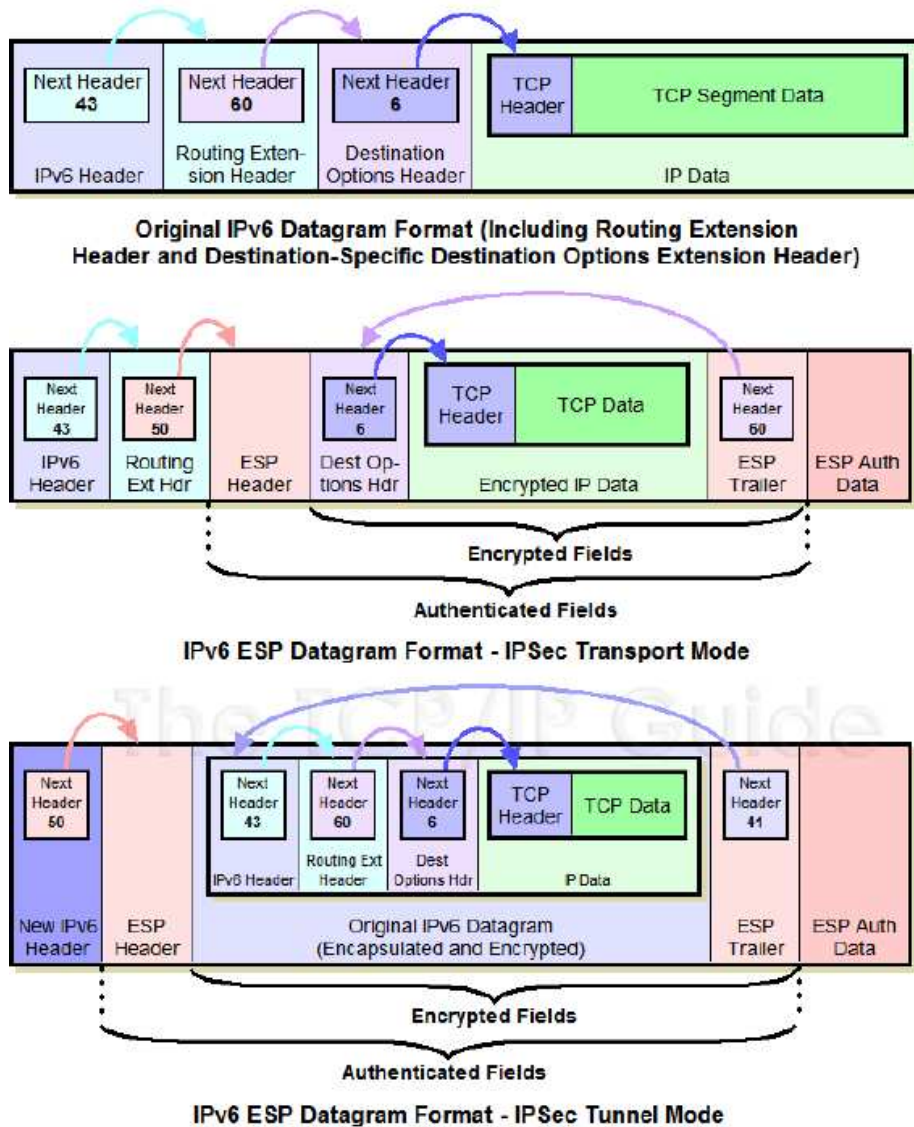 Next Header
43
IPv6 Header
Next Header
60
Routing Exten-
sion Header
Next Header
6
Destination
Options Header
TCP
Header
TCP Segment Data
IP Data
Original IPv6 Datagram Format (Including Routing Extension
Header and Destination-Specific Destination Options Extension Header)
Next
Header
43
IPv6
Header
Next
Header
50
Routing
Ext Hdr
ESP
Header
Next
Header
6
Dest Op-
tions Hdr
TCP
Header
TCP Data
Encrypted IP Data
Next
Header
60
ESP
Trailer
ESP Auth
Data
Encrypted Fields
Authenticated Fields
IPv6 ESP Datagram Format - IPSec Transport Mode
The TCP/IP Guide
Next
Header
50
New IPv6
Header
ESP
Header
Next
Header
43
IPv6 Header
Next
Header
60
Routing Ext
Header
Next
Header
6
Dest
Options Hdr
TCP
Header
TCP Data
IP Data
Original IPv6 Datagram
(Encapsulated and Encrypted)
Next
Header
41
ESP
Trailer
ESP Auth
Data
Encrypted Fields
Authenticated Fields
IPv6 ESP Datagram Format - IPSec Tunnel Mode